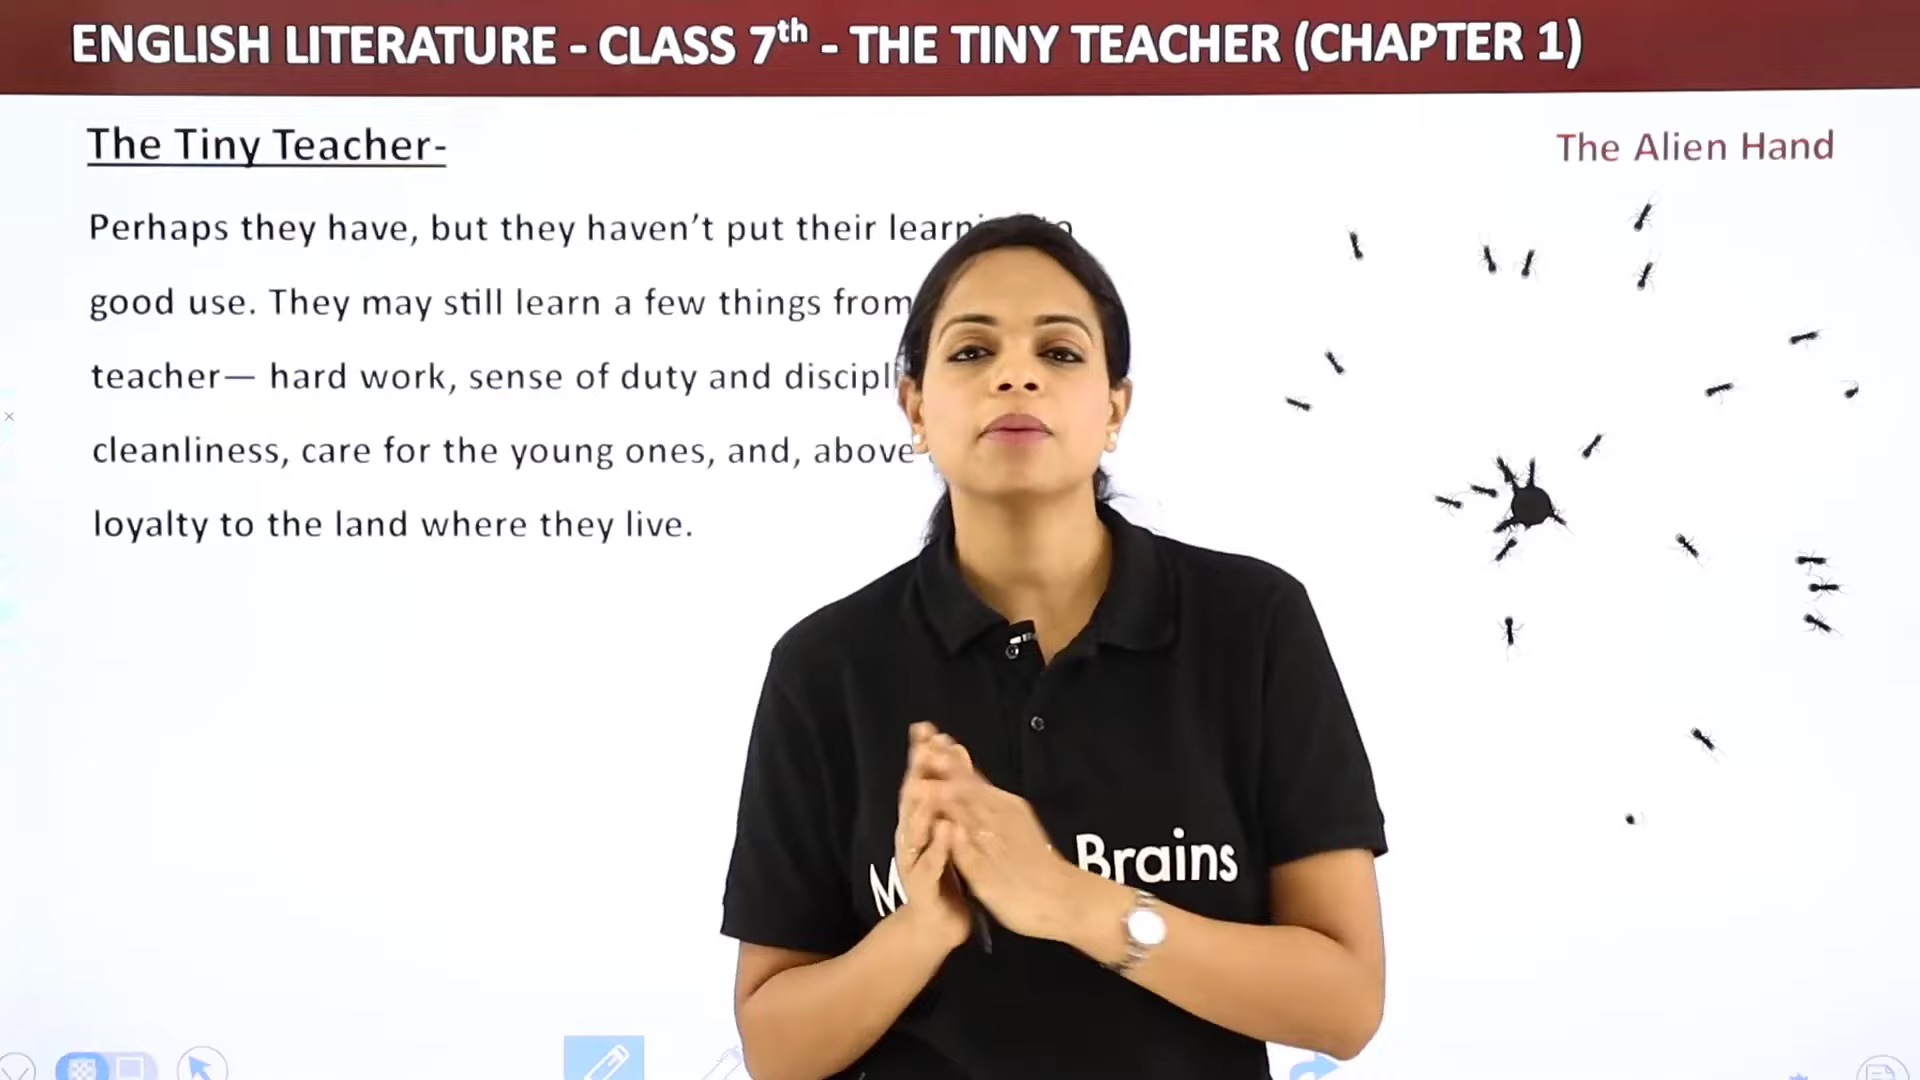 ENGLISH LITERATURE - CLASS 7th - THE TINY TEACHER (CHAPTER 1)
The Tiny Teacher-
The Alien Hand
Perhaps they have, but they haven't put their
good use. They may still learn a few things from
teacher— hard work, sense of duty and
cleanliness, care for the young ones, and, above
loyalty to the land where they live.
Brains